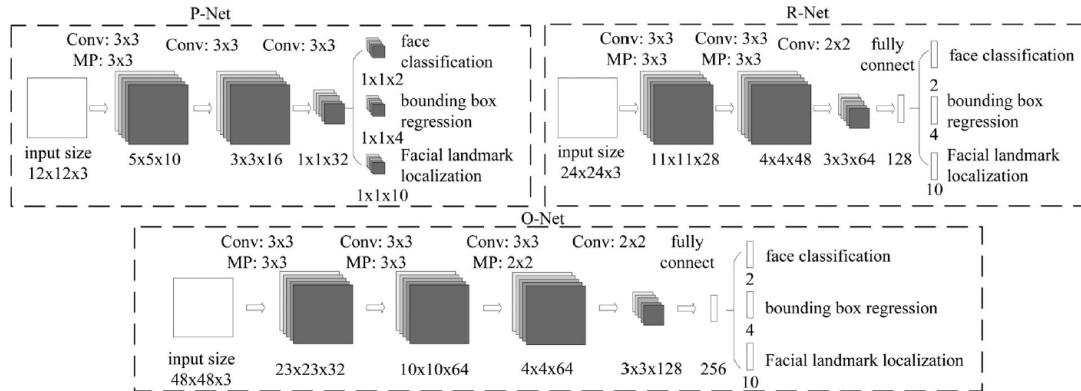 P-Net
Conv: 3x3
MP: 3x3
Conv: 3x3
Conv: 3x3
face
classification
1x1x2
bounding box
regression
1x1x4
Facial landmark
localization
1x1x10
input size
12x12x3
5x5x10
3x3x16
1x1x32
R-Net
Conv: 3x3
MP: 3x3
Conv: 3x3
MP: 3x3
Conv: 2x2
fully
connect
face classification
2
bounding box
regression
4
Facial landmark
localization
10
input size
24x24x3
11x11x28
4x4x48
3x3x64
128
O-Net
Conv: 3x3
MP: 3x3
Conv: 3x3
MP: 3x3
Conv: 3x3
MP: 2x2
Conv: 2x2
fully
connect
face classification
2
bounding box regression
4
Facial landmark localization
10
input size
48x48x3
23x23x32
10x10x64
4x4x64
3x3x128
256